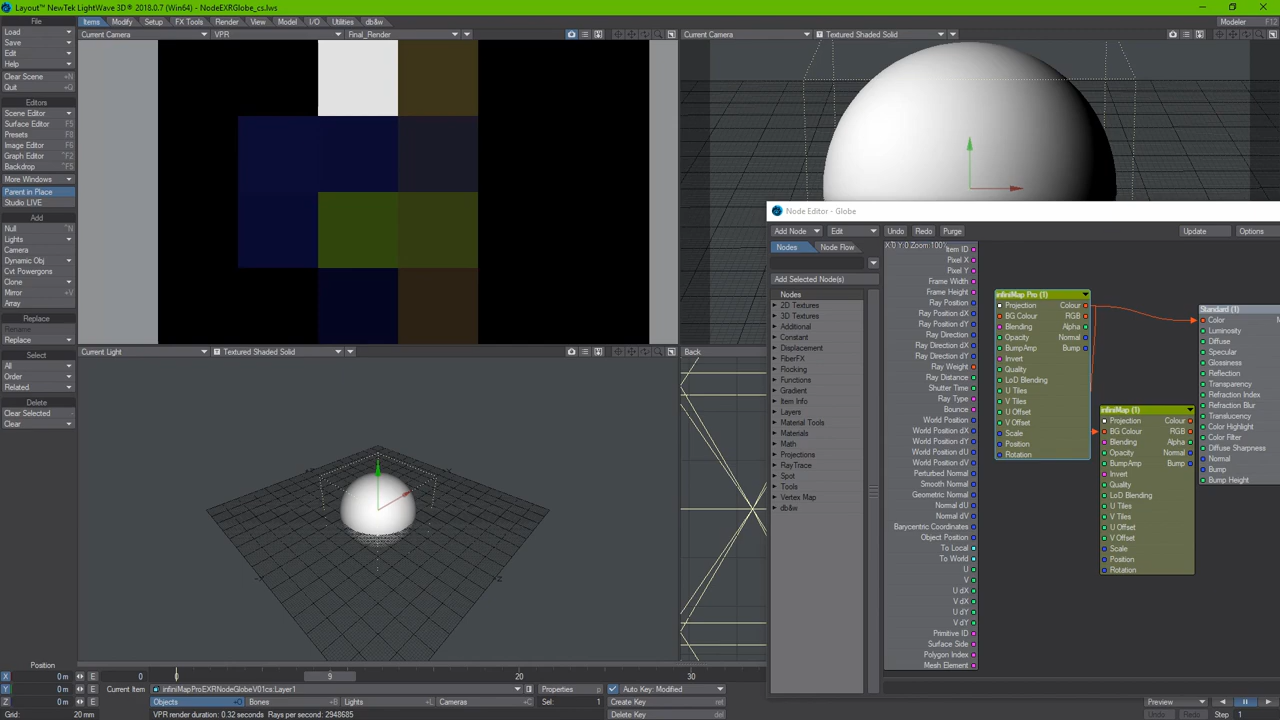 Layout™ NewTek LightWave 3D 2018.0.7 (Win64) - NodeEXRGlobe_cs.lws
File
Items
Modify
Setup
FX Tools
Render
View
Model
I/O
Utilities
db&w
Modeler
F12
Load
Save
Edit
Help
Clear Scene +N
Quit +Q
Editors
Scene Editor
Surface Editor F5
Presets F8
Image Editor F6
Graph Editor ^F2
Backdrop ^F5
More Windows
Parent in Place
Studio LIVE
Add
Null
Lights
Camera
Dynamic Obj
Cvt Powergons
Clone
Mirror +V
Array
Replace
Rename
Replace
Select
All
Order
Related
Delete
Clear Selected
Clear
Current Camera
VPR
Final_Render
Current Camera
Textured Shaded Solid
Current Light
Textured Shaded Solid
Back
Node Editor - Globe
Add Node
Edit
Undo
Redo
Purge
Update
Options
Nodes
Node Flow
Add Selected Node(s)
Nodes
2D Textures
3D Textures
Additional
Constant
Displacement
FiberFX
Flocking
Functions
Gradient
Item Info
Layers
Material Tools
Materials
Math
Projections
RayTrace
Spot
Tools
Vertex Map
db&w
X:0 Y:0 Zoom:100%
Item ID
Pixel X
Pixel Y
Frame Width
Frame Height
Ray Position
Ray Position dX
Ray Position dY
Ray Direction
Ray Direction dX
Ray Direction dY
Ray Weight
Ray Distance
Shutter Time
Ray Type
Bounce
World Position
World Position dX
World Position dY
World Position dU
World Position dV
Perturbed Normal
Smooth Normal
Geometric Normal
Normal dU
Normal dV
Barycentric Coordinates
Object Position
To Local
To World
U
V
U dX
V dX
U dY
V dY
Primitive ID
Surface Side
Polygon Index
Mesh Element
infiniMap Pro (1)
Projection Colour
BG Colour RGB
Blending Alpha
Opacity Normal
BumpAmp Bump
Invert
Quality
LoD Blending
U Tiles
V Tiles
U Offset
V Offset
Scale
Position
Rotation
infiniMap (1)
Projection Colour
BG Colour RGB
Blending Alpha
Opacity Normal
BumpAmp Bump
Invert
Quality
LoD Blending
U Tiles
V Tiles
U Offset
V Offset
Scale
Position
Rotation
Standard (1)
Color
Luminosity
Diffuse
Specular
Glossiness
Reflection
Transparency
Refraction Index
Refraction Blur
Translucency
Color Highlight
Color Filter
Diffuse Sharpness
Normal
Bump
Bump Height
Position
X 0 m E
Y 0 m E
Z 0 m E
Grid: 20 mm
0
0
9
20
30
Current Item
infiniMapProEXRNodeGlobeV01cs:Layer1
Properties p
Auto Key: Modified
Objects +O
Bones +B
Lights +L
Cameras +C
Sel: 1
Create Key
Delete Key
VPR render duration: 0.32 seconds Rays per second: 2948685
Preview
Undo
Redo
Step 1